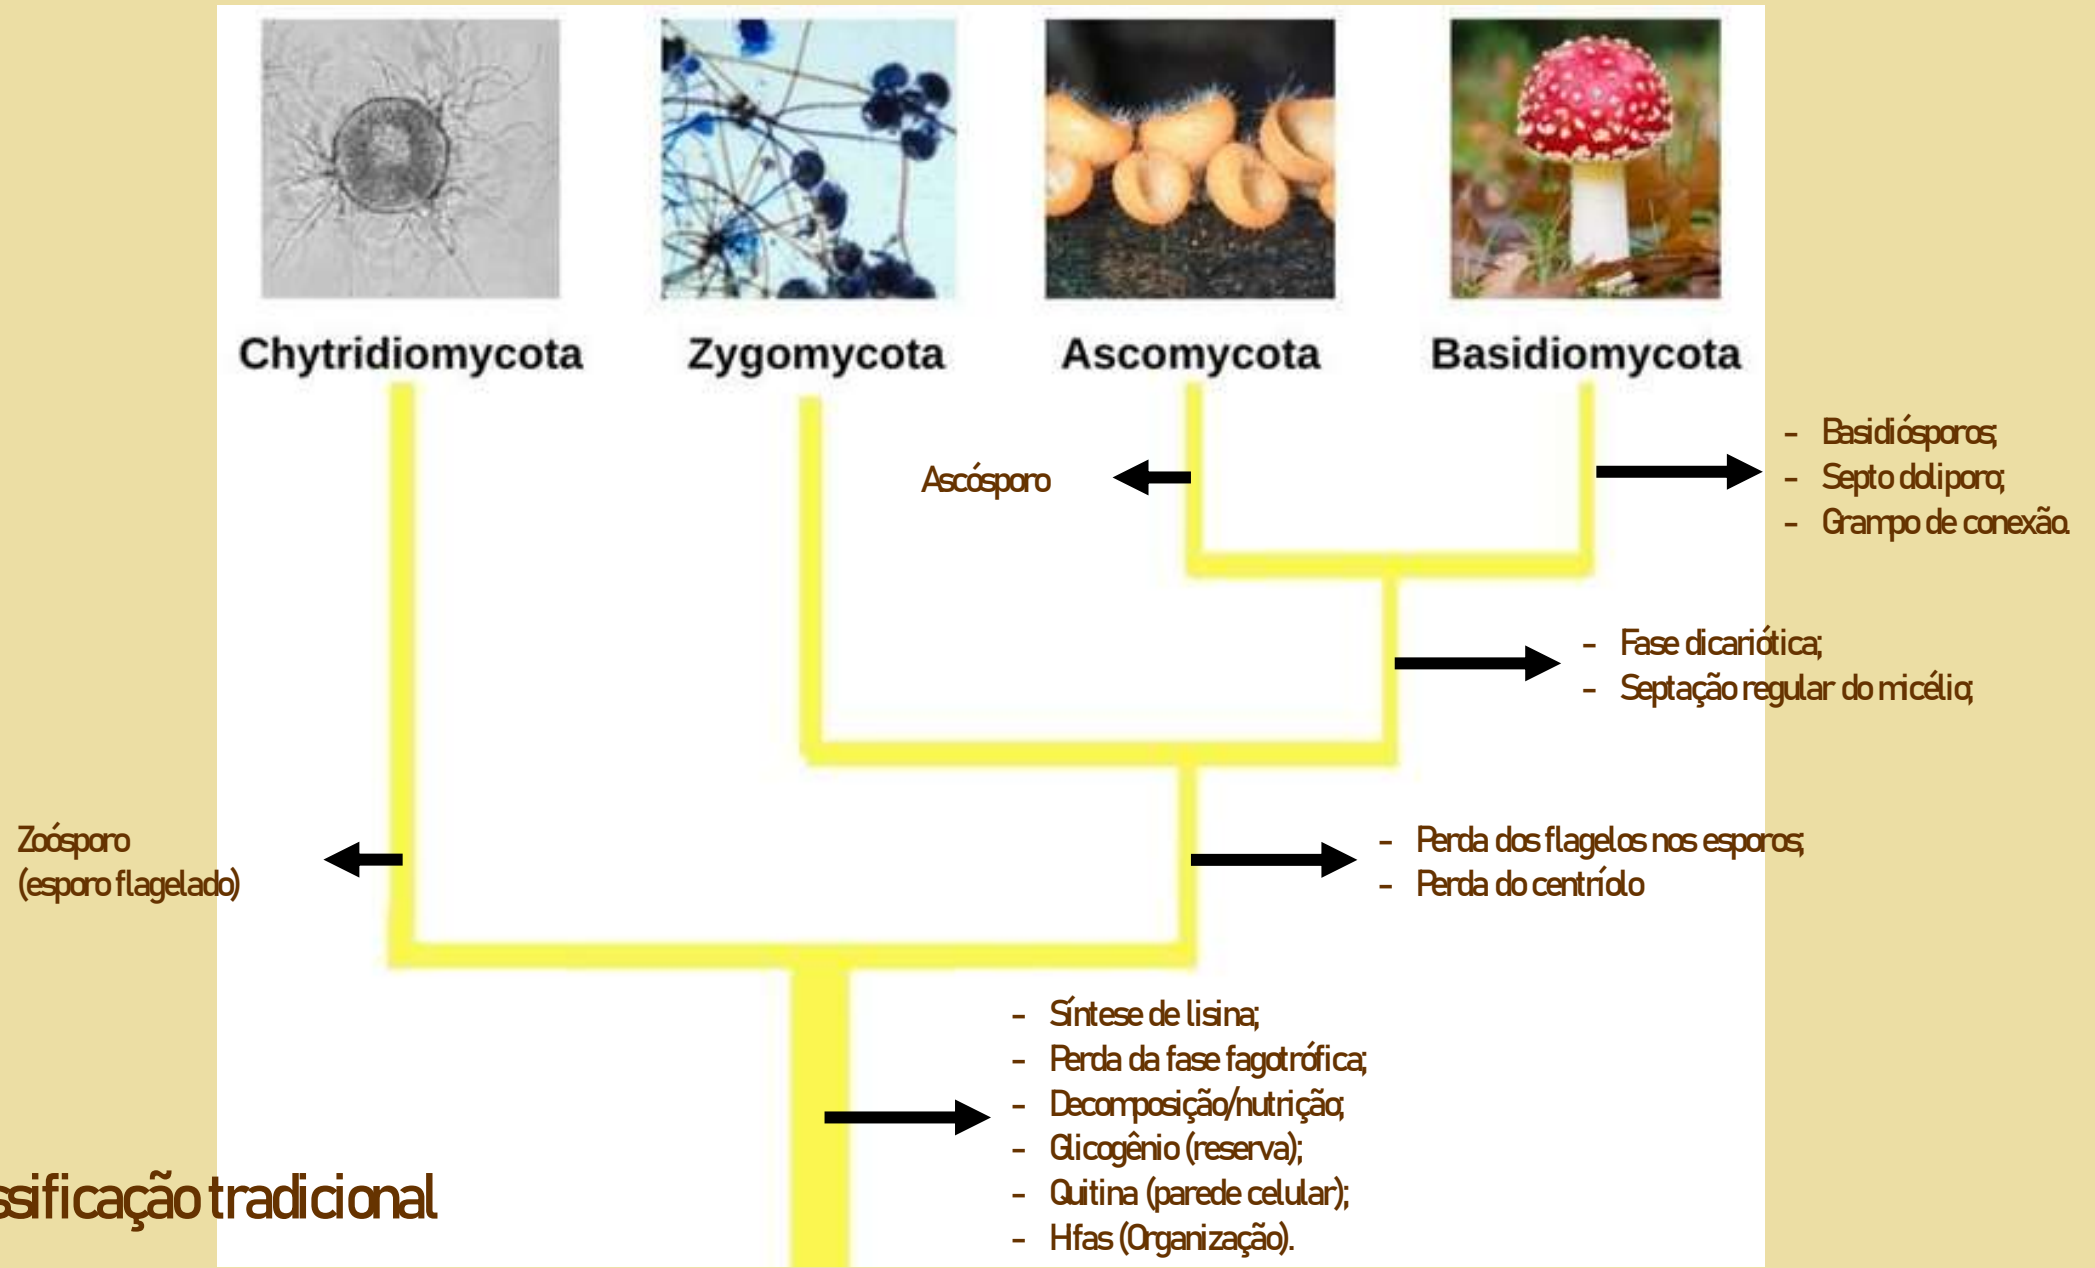 Chytridiomycota
Zygomycota
Ascomycota
Basidiomycota
- Basidiósporos;
- Septo doliporo;
- Grampo de conexão.
Ascósporo
- Fase dicariótica;
- Septação regular do micélio;
Zoósporo
(esporo flagelado)
- Perda dos flagelos nos esporos;
- Perda do centríolo
- Síntese de lisina;
- Perda da fase fagotrófica;
- Decomposição/nutrição;
- Glicogênio (reserva);
- Quitina (parede celular);
- Hfas (Organização).
ssificação tradicional